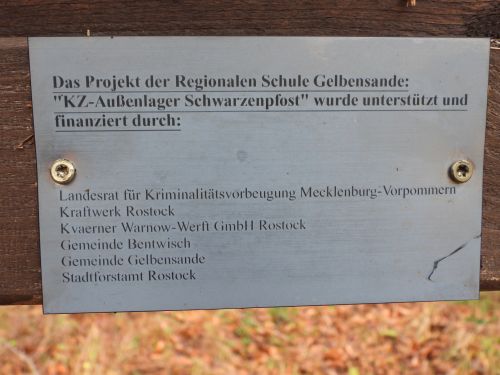 Das Projekt der Regionalen Schule Gelbensande:
"KZ-Außenlager Schwarzenpfost" wurde unterstützt und
finanziert durch:
Landesrat für Kriminalitätsvorbeugung Mecklenburg-Vorpommern
Kraftwerk Rostock
Kvaerner Warnow-Werft GmbH Rostock
Gemeinde Bentwisch
Gemeinde Gelbensande
Stadtforstamt Rostock